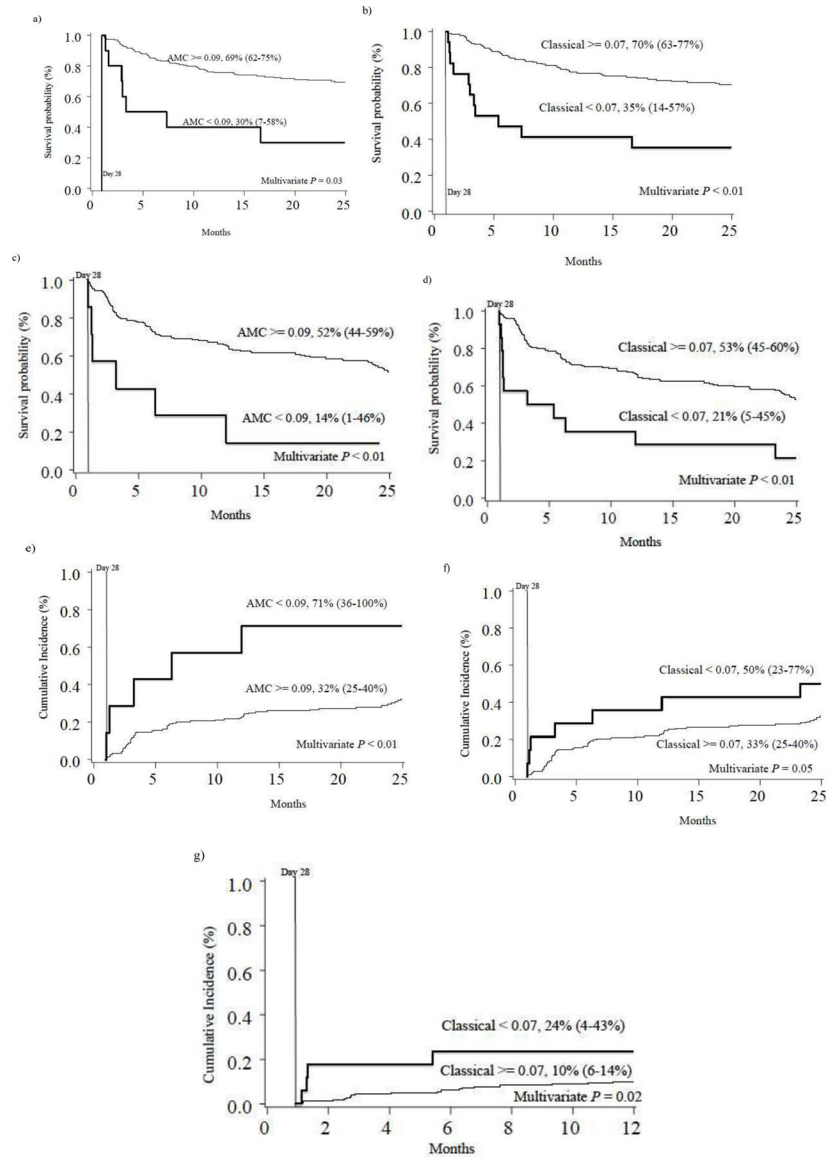 a)
Survival probability (%)
1.0
0.8
0.6
0.4
0.2
0.0
AMC >= 0.09, 69% (62-75%)
AMC < 0.09, 30% (7-58%)
Day 28
Multivariate P = 0.03
0 5 10 15 20 25
Months
b)
Survival probability (%)
1.0
0.8
0.6
0.4
0.2
0.0
Classical >= 0.07, 70% (63-77%)
Classical < 0.07, 35% (14-57%)
Day 28
Multivariate P < 0.01
0 5 10 15 20 25
Months
c)
Day 28
Survival probability (%)
1.0
0.8
0.6
0.4
0.2
0.0
AMC >= 0.09, 52% (44-59%)
AMC < 0.09, 14% (1-46%)
Multivariate P < 0.01
0 5 10 15 20 25
Months
d)
Day 28
Survival probability (%)
1.0
0.8
0.6
0.4
0.2
0.0
Classical >= 0.07, 53% (45-60%)
Classical < 0.07, 21% (5-45%)
Multivariate P < 0.01
0 5 10 15 20 25
Months
e)
Day 28
Cumulative Incidence (%)
1.0
0.8
0.6
0.4
0.2
0.0
AMC < 0.09, 71% (36-100%)
AMC >= 0.09, 32% (25-40%)
Multivariate P < 0.01
0 5 10 15 20 25
Months
f)
Day 28
Cumulative Incidence (%)
1.0
0.8
0.6
0.4
0.2
0.0
Classical < 0.07, 50% (23-77%)
Classical >= 0.07, 33% (25-40%)
Multivariate P = 0.05
0 5 10 15 20 25
Months
g)
Day 28
Cumulative Incidence (%)
1.0
0.8
0.6
0.4
0.2
0.0
Classical < 0.07, 24% (4-43%)
Classical >= 0.07, 10% (6-14%)
Multivariate P = 0.02
0 2 4 6 8 10 12
Months